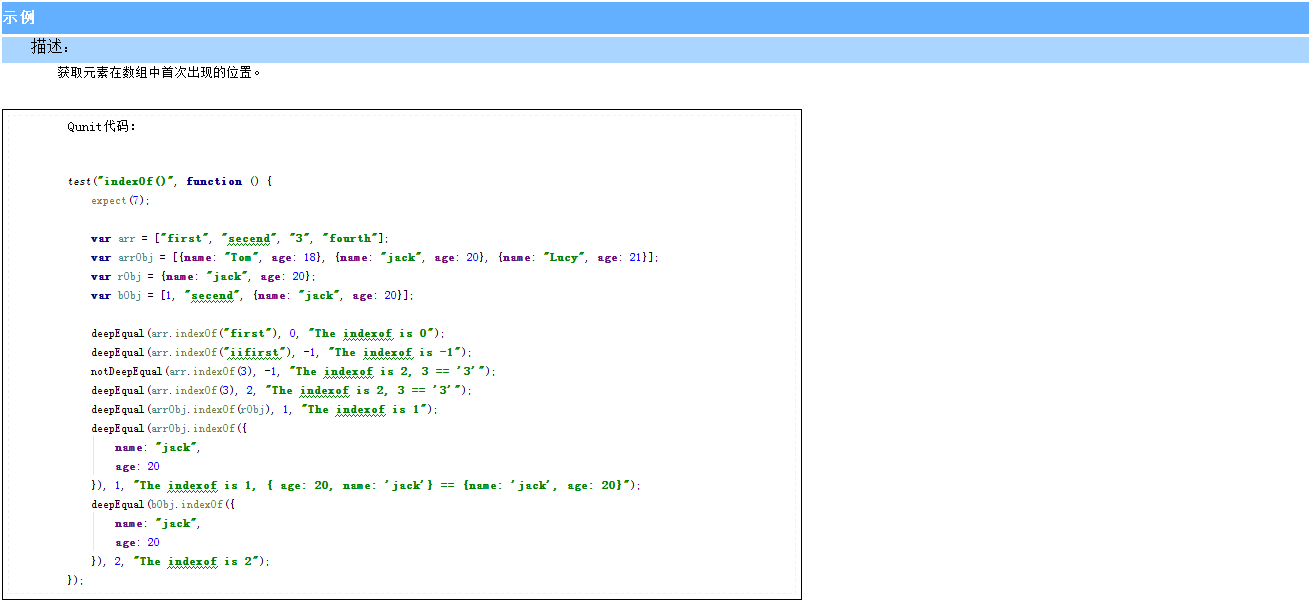 示例
描述：
获取元素在数组中首次出现的位置。
Qunit代码：
test("indexOf()", function () {
expect(7);
var arr = ["first", "secend", "3", "fourth"];
var arrObj = [{name: "Tom", age: 18}, {name: "jack", age: 20}, {name: "Lucy", age: 21}];
var rObj = {name: "jack", age: 20};
var bObj = [1, "secend", {name: "jack", age: 20}];
deepEqual(arr.indexOf("first"), 0, "The indexof is 0");
deepEqual(arr.indexOf("iifirst"), -1, "The indexof is -1");
notDeepEqual(arr.indexOf(3), -1, "The indexof is 2, 3 == '3'");
deepEqual(arr.indexOf(3), 2, "The indexof is 2, 3 == '3'");
deepEqual(arrObj.indexOf(rObj), 1, "The indexof is 1");
deepEqual(arrObj.indexOf({
name: "jack",
age: 20
}), 1, "The indexof is 1, { age: 20, name: 'jack'} == {name: 'jack', age: 20}");
deepEqual(bObj.indexOf({
name: "jack",
age: 20
}), 2, "The indexof is 2");
});